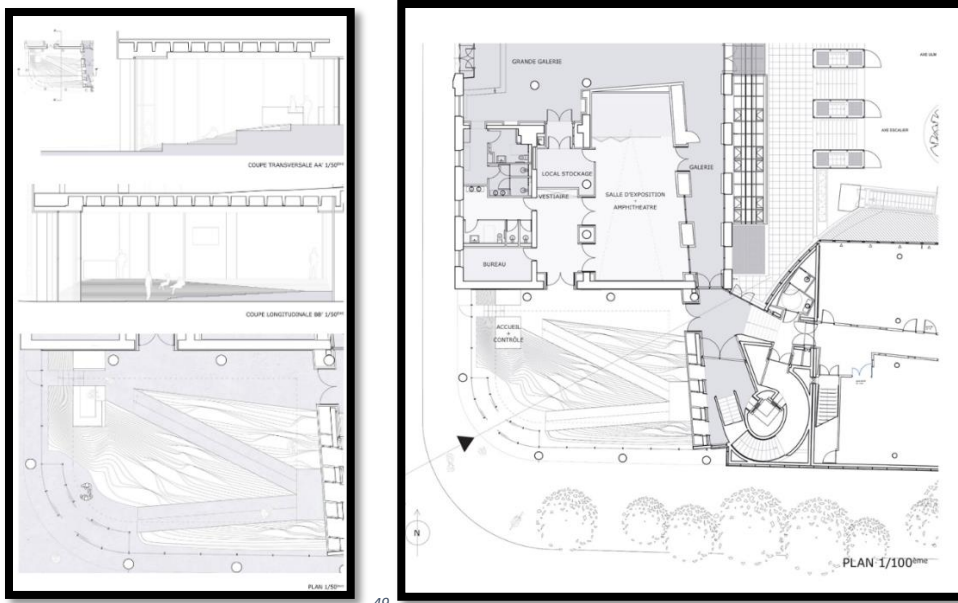 COUPE TRANSVERSALE AA' 1/50ème
COUPE LONGITUDINALE BB' 1/50ème
PLAN 1/50ème
49
GRANDE GALERIE
AXE ESCALIER
LOCAL STOCKAGE
VESTIAIRE
SALLE D'EXPOSITION
+
AMPHITHEATRE
GALERIE
BUREAU
ACCUEIL
+
CONTRÔLE
N
PLAN 1/100ème